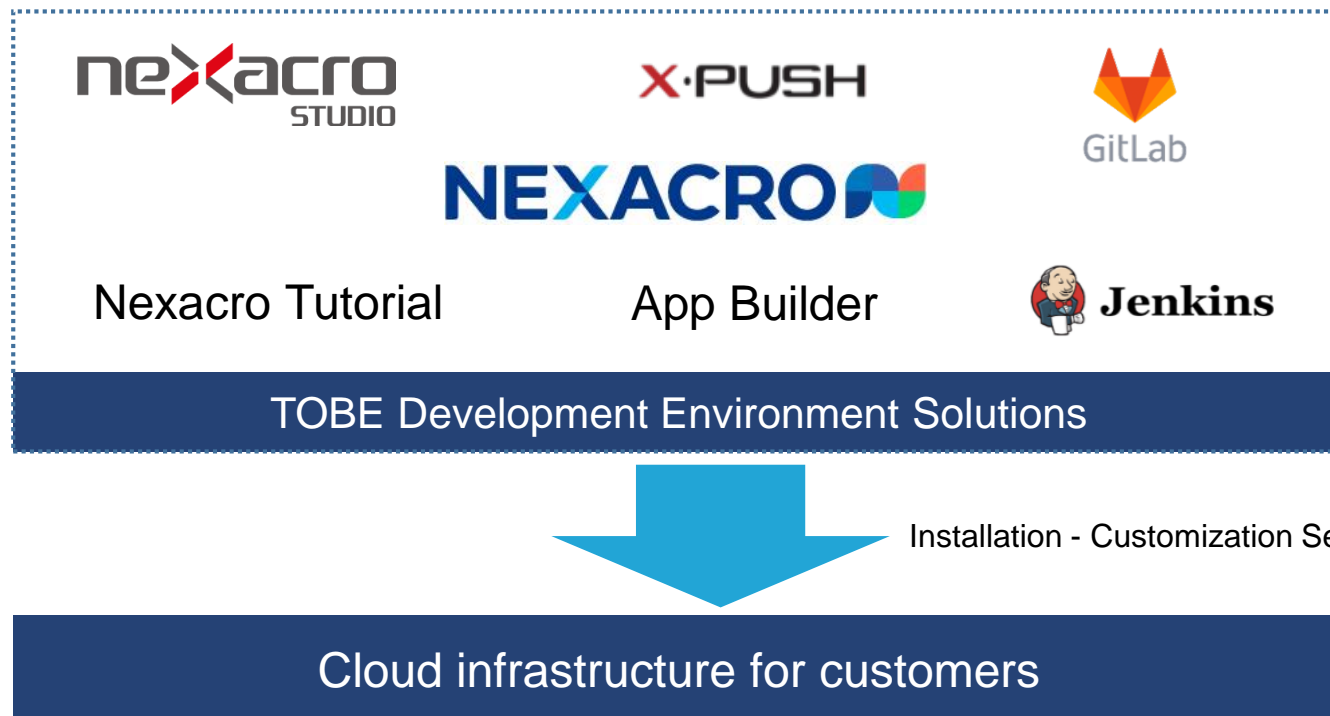 nexacro
STUDIO
X·PUSH
GitLab
NEXACRO
Nexacro Tutorial
App Builder
Jenkins
TOBE Development Environment Solutions
Installation - Customization
Cloud infrastructure for customers